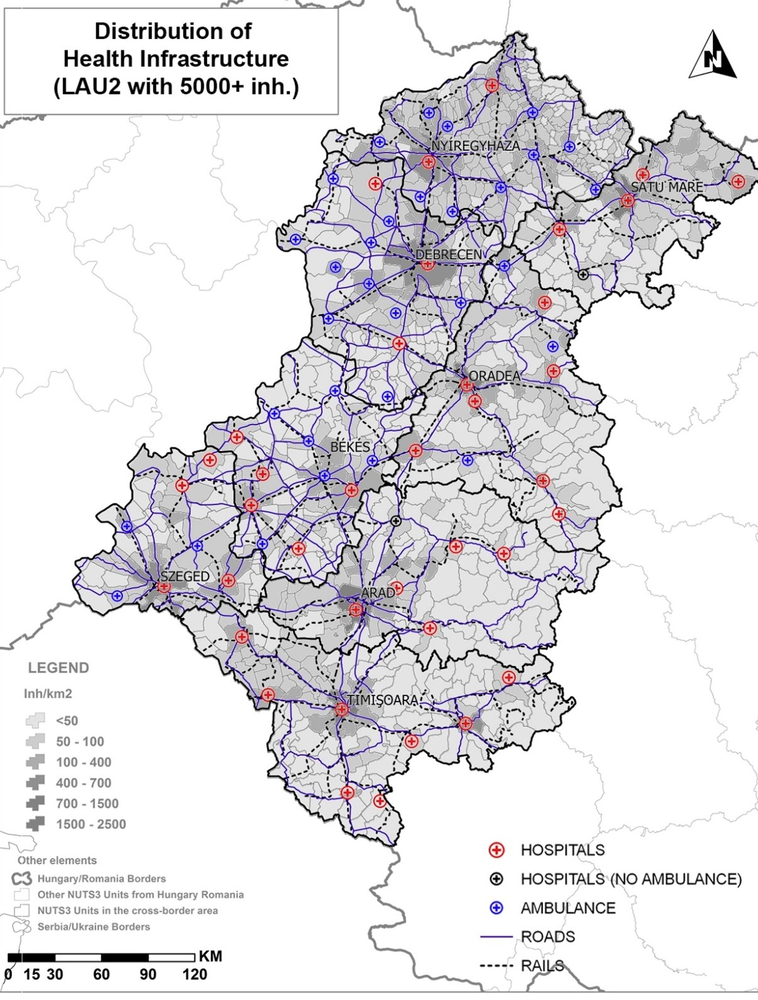 Distribution of
Health Infrastructure
(LAU2 with 5000+ inh.)
N
NYIREGYHAZA
SATU MARE
DEBRECEN
ORADEA
BEKES
SZEGED
ARAD
TIMIŞOARA
LEGEND
Inh/km2
<50
50 - 100
100 - 400
400 - 700
700 - 1500
1500 - 2500
Other elements
Hungary/Romania Borders
Other NUTS3 Units from Hungary Romania
NUTS3 Units in the cross-border area
Serbia/Ukraine Borders
KM
0 15 30 60 90 120
HOSPITALS
HOSPITALS (NO AMBULANCE)
AMBULANCE
ROADS
RAILS